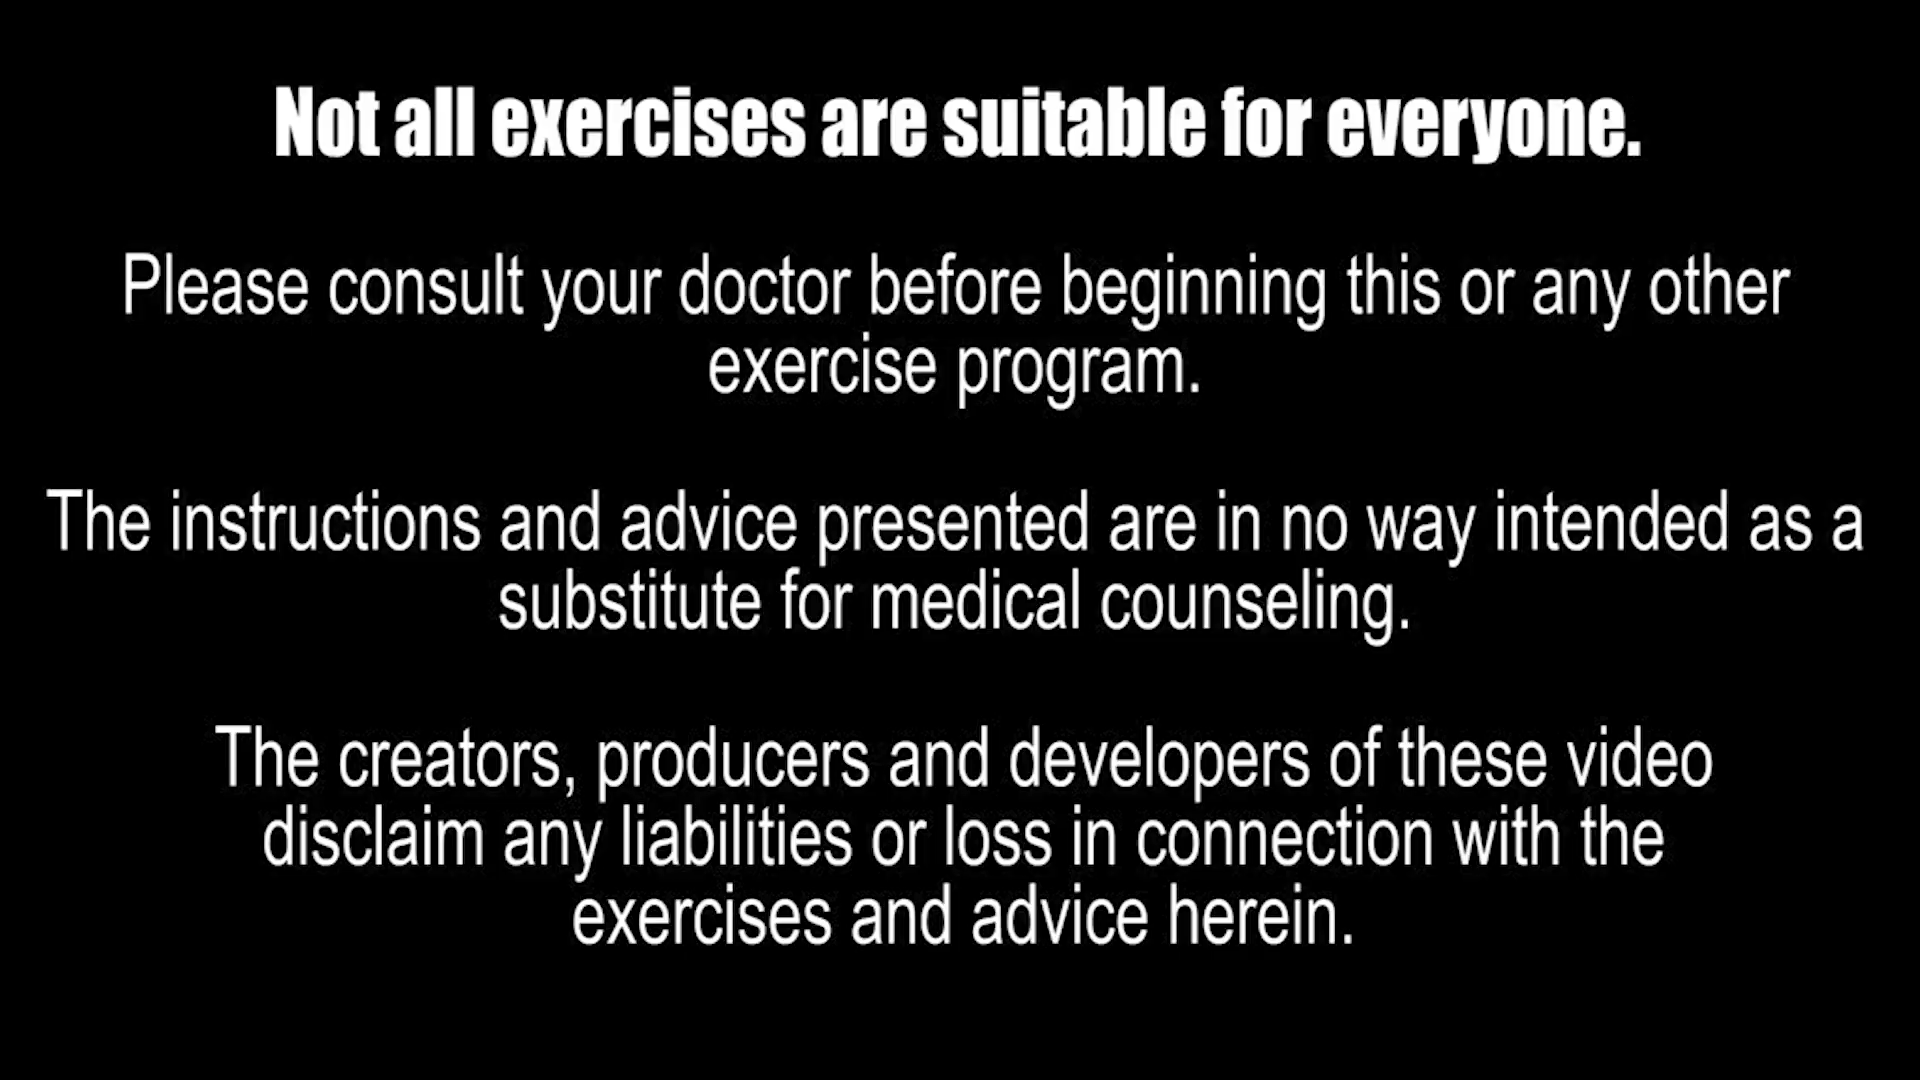 Not all exercises are suitable for everyone.
Please consult your doctor before beginning this or any other
exercise program.
The instructions and advice presented are in no way intended as a
substitute for medical counseling.
The creators, producers and developers of these video
disclaim any liabilities or loss in connection with the
exercises and advice herein.